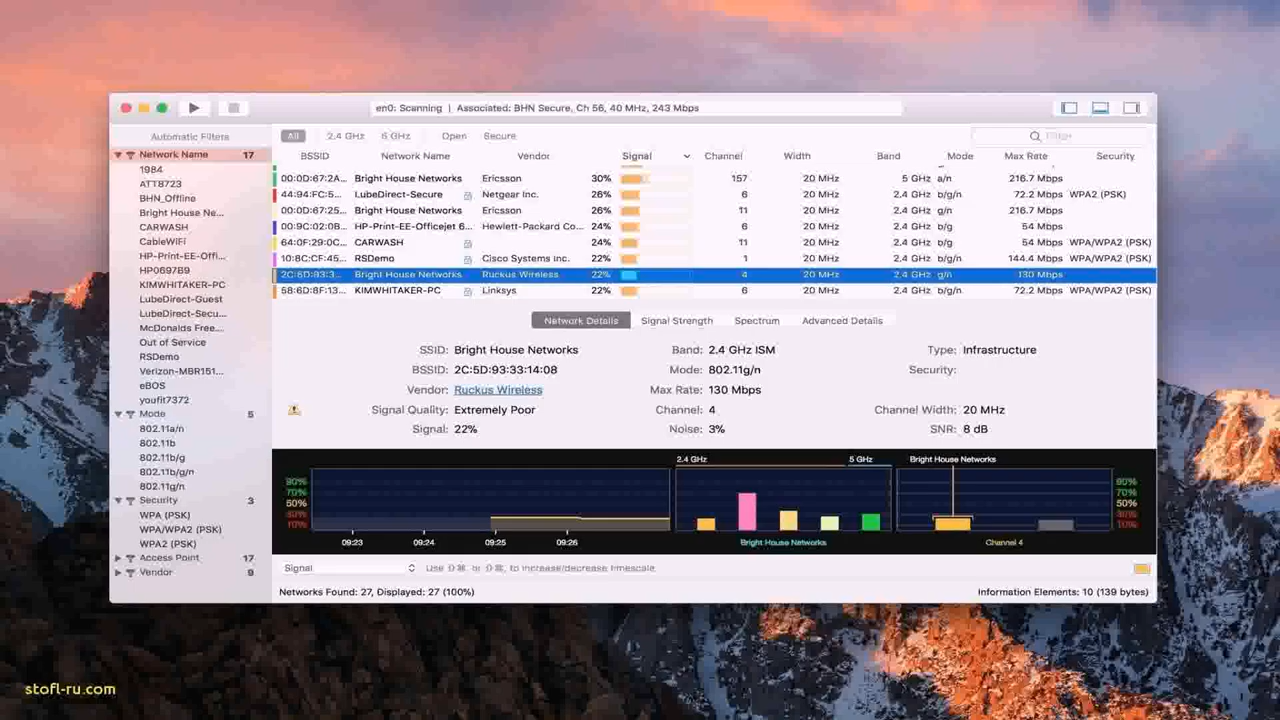 en0: Scanning | Associated: BHN Secure, Ch 56, 40 MHz, 243 Mbps
Automatic Filters
All 2.4 GHz 5 GHz Open Secure Filter
BSSID Network Name Vendor Signal Channel Width Band Mode Max Rate Security
00:0D:67:2A... Bright House Networks Ericsson 30% 157 20 MHz 5 GHz a/n 216.7 Mbps
44:94:FC:5... LubeDirect-Secure Netgear Inc. 26% 6 20 MHz 2.4 GHz b/g/n 72.2 Mbps WPA2 (PSK)
00:0D:67:25... Bright House Networks Ericsson 26% 11 20 MHz 2.4 GHz b/g/n 216.7 Mbps
00:9C:02:0B... HP-Print-EE-Officejet 6... Hewlett-Packard Co... 24% 6 20 MHz 2.4 GHz b/g 54 Mbps
64:0F:29:0C... CARWASH 24% 11 20 MHz 2.4 GHz b/g 54 Mbps WPA/WPA2 (PSK)
10:8C:CF:45... RSDemo Cisco Systems Inc. 24% 1 20 MHz 2.4 GHz b/g/n 144.4 Mbps WPA/WPA2 (PSK)
2C:5D:93:3... Bright House Networks Ruckus Wireless 22% 4 20 MHz 2.4 GHz g/n 130 Mbps
58:6D:8F:13... KIMWHITAKER-PC Linksys 22% 6 20 MHz 2.4 GHz b/g/n 72.2 Mbps WPA/WPA2 (PSK)
Network Name 17
1984
ATT8723
BHN_Offline
Bright House Ne...
CARWASH
CableWiFi
HP-Print-EE-Offi...
HP0697B9
KIMWHITAKER-PC
LubeDirect-Guest
LubeDirect-Secu...
McDonalds Free...
Out of Service
RSDemo
Verizon-MBR151...
eBOS
youfit7372
Mode 5
802.11a/n
802.11b
802.11b/g
802.11b/g/n
802.11g/n
Security 3
WPA (PSK)
WPA/WPA2 (PSK)
WPA2 (PSK)
Access Point 17
Vendor 9
Network Details Signal Strength Spectrum Advanced Details
SSID: Bright House Networks Band: 2.4 GHz ISM Type: Infrastructure
BSSID: 2C:5D:93:33:14:08 Mode: 802.11g/n Security:
Vendor: Ruckus Wireless Max Rate: 130 Mbps
Signal Quality: Extremely Poor Channel: 4 Channel Width: 20 MHz
Signal: 22% Noise: 3% SNR: 8 dB
2.4 GHz 5 GHz Bright House Networks
90% 90%
70% 70%
50% 50%
30% 30%
10% 10%
09:23 09:24 09:25 09:26 Bright House Networks Channel 4
Signal to increase/decrease timescale.
Networks Found: 27, Displayed: 27 (100%) Information Elements: 10 (139 bytes)
stofl-ru.com